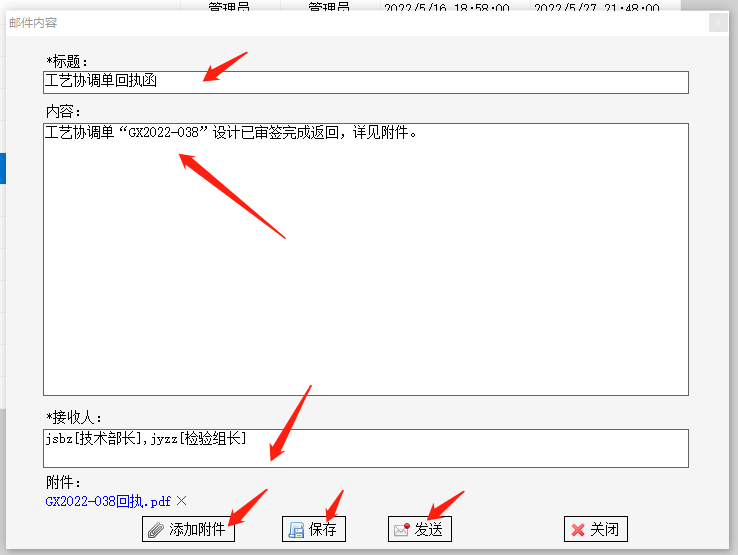 管理员 管理员 2022/5/16 18:58:00 2022/5/27 21:48:00
邮件内容
*标题:
工艺协调单回执函
内容:
工艺协调单“GX2022-038”设计已审签完成返回,详见附件。
*接收人:
jsbz[技术部长],jyzz[检验组长]
附件:
GX2022-038回执.pdf ×
添加附件 保存 发送 关闭